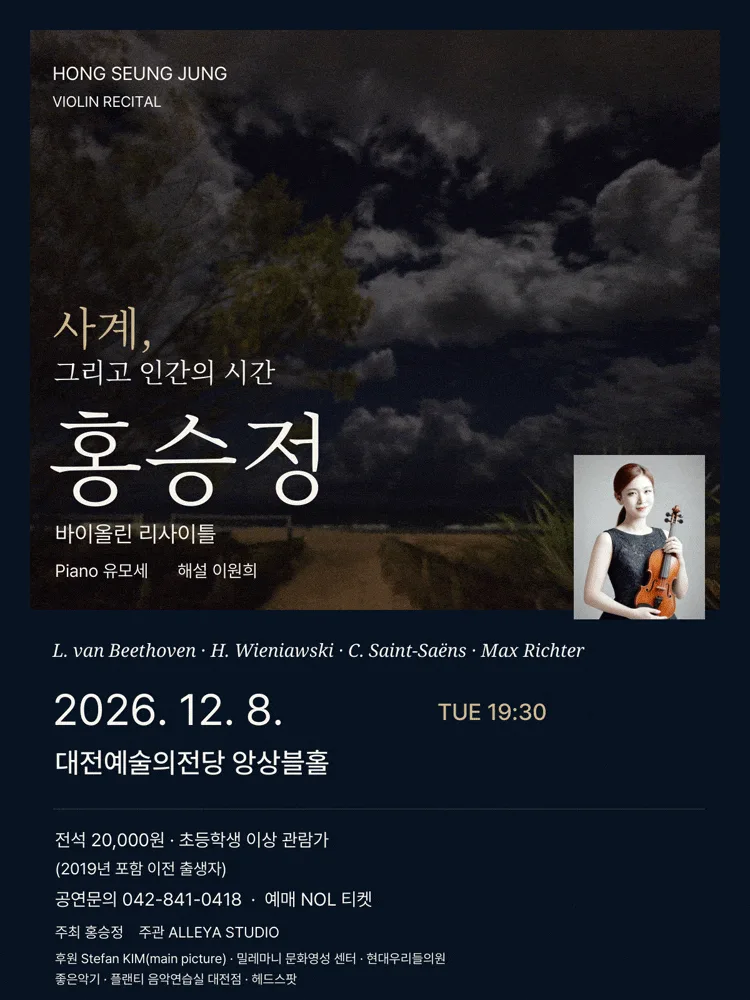 HONG SEUNG JUNG
VIOLIN RECITAL
사계,
그리고 인간의 시간
홍승정
바이올린 리사이틀
Piano 유모세 해설 이원희
L. van Beethoven · H. Wieniawski · C. Saint-Saëns · Max Richter
2026. 12. 8. TUE 19:30
대전예술의전당 앙상블홀
전석 20,000원 · 초등학생 이상 관람가
(2019년 포함 이전 출생자)
공연문의 042-841-0418 · 예매 NOL 티켓
주최 홍승정 주관 ALLEYA STUDIO
후원 Stefan KIM(main picture) · 밀레마니 문화영성 센터 · 현대우리들의원
좋은악기 · 플랜티 음악연습실 대전점 · 헤드스팟